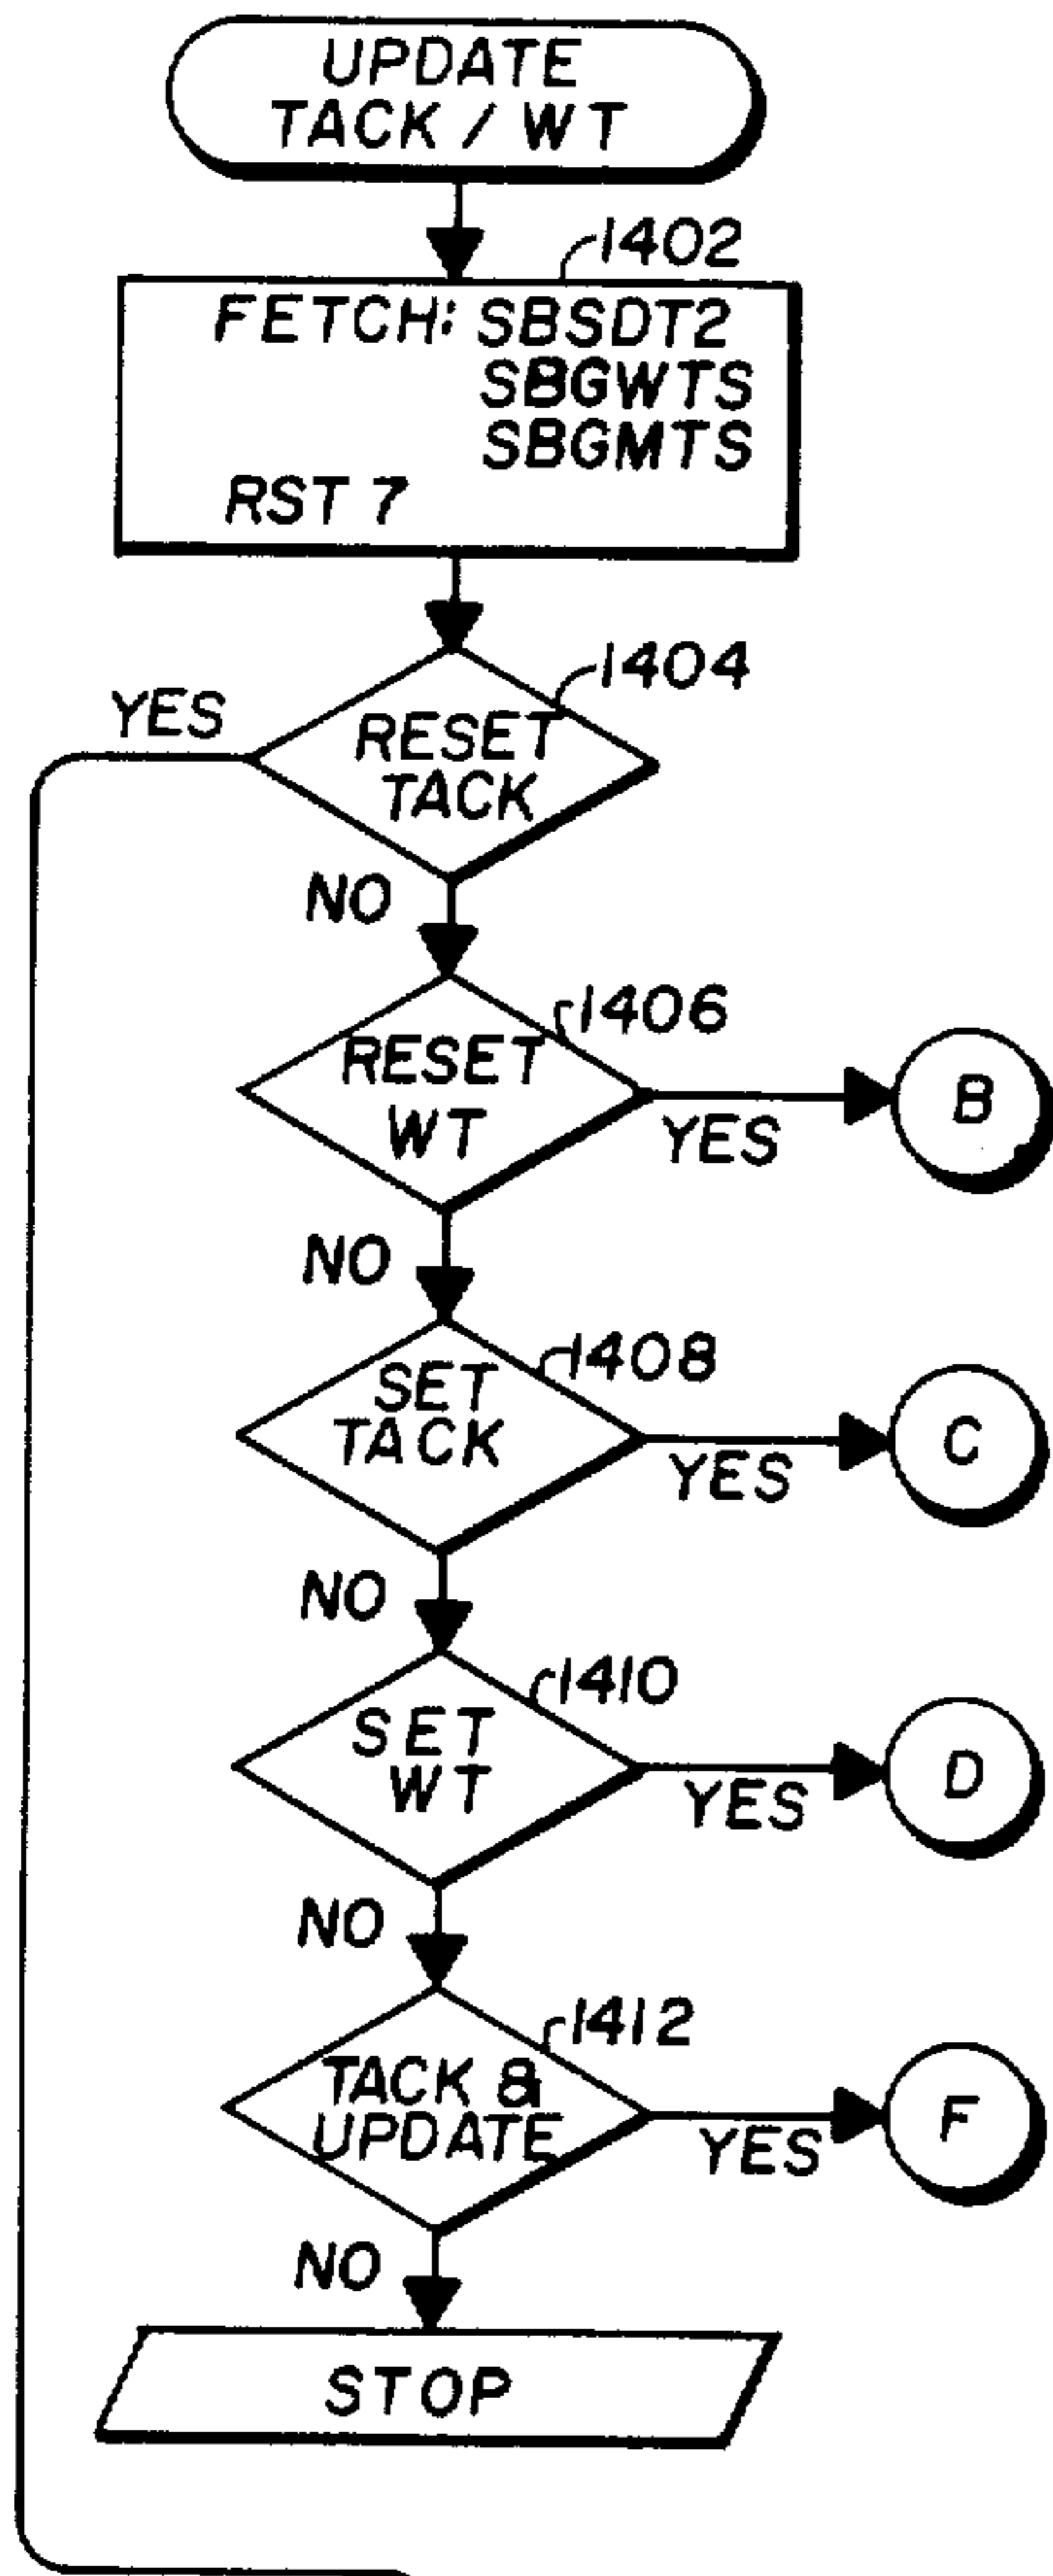 UPDATE
TACK / WT
1402
FETCH: SBSDT2
SBGWTS
SBGMTS
RST 7
1404
YES
RESET
TACK
NO
1406
RESET
WT
YES
B
NO
1408
SET
TACK
YES
C
NO
1410
SET
WT
YES
D
NO
1412
TACK &
UPDATE
YES
F
NO
STOP